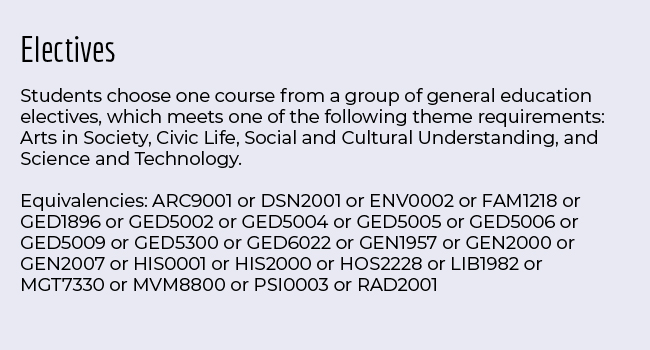 Electives
Students choose one course from a group of general education
electives, which meets one of the following theme requirements:
Arts in Society, Civic Life, Social and Cultural Understanding, and
Science and Technology.
Equivalencies: ARC9001 or DSN2001 or ENV0002 or FAM1218 or
GED1896 or GED5002 or GED5004 or GED5005 or GED5006 or
GED5009 or GED5300 or GED6022 or GEN1957 or GEN2000 or
GEN2007 or HIS0001 or HIS2000 or HOS2228 or LIB1982 or
MGT7330 or MVM8800 or PSI0003 or RAD2001